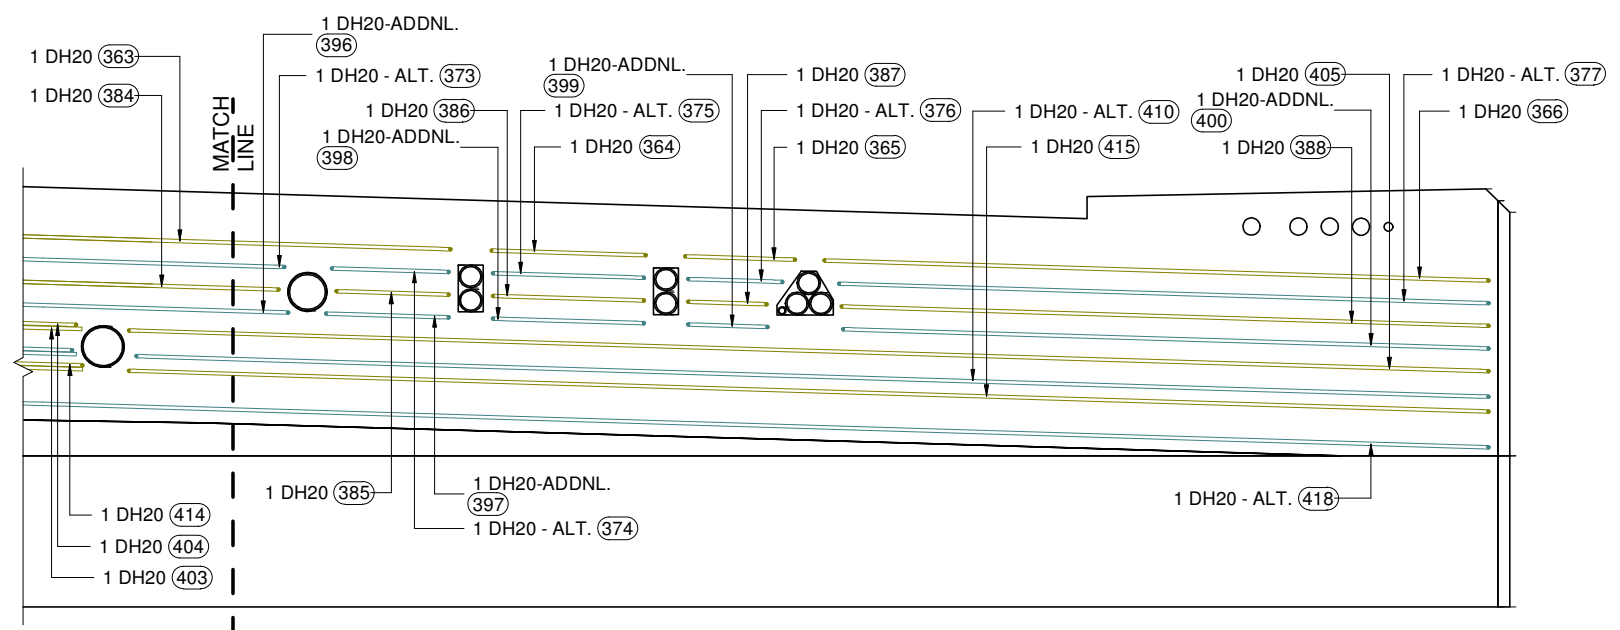 1 DH20-ADDNL.
396
1 DH20 363
1 DH20 - ALT. 373
1 DH20-ADDNL.
399
1 DH20 387
1 DH20 405
1 DH20 - ALT. 377
1 DH20 384
MATCH
LINE
1 DH20 386
1 DH20 - ALT. 375
1 DH20 - ALT. 376
1 DH20 - ALT. 410
1 DH20-ADDNL.
400
1 DH20 366
1 DH20-ADDNL.
398
1 DH20 364
1 DH20 365
1 DH20 415
1 DH20 388
1 DH20 385
1 DH20-ADDNL.
397
1 DH20 - ALT. 418
1 DH20 414
1 DH20 - ALT. 374
1 DH20 404
1 DH20 403